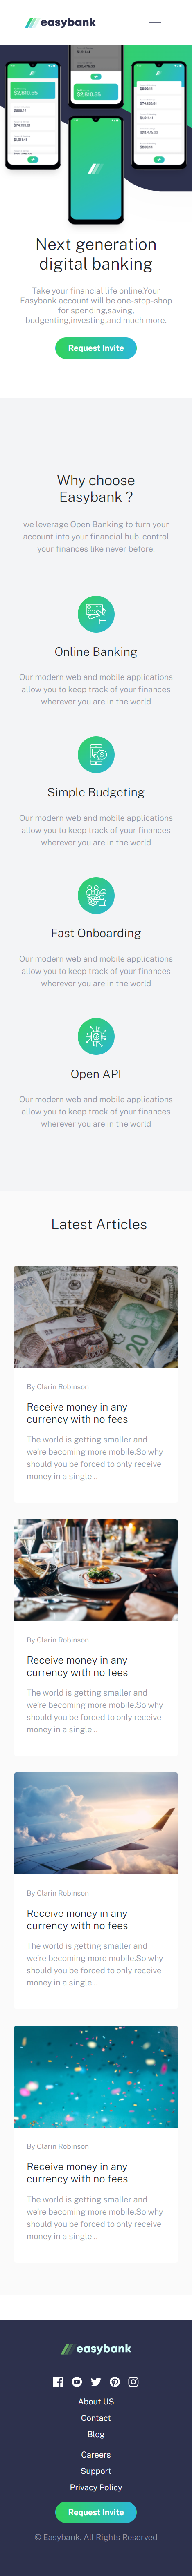 easybank
Next generation
digital banking
Take your financial life online.Your
Easybank account will be one-stop-shop
for spending,saving,
budgenting,investing,and much more.
Request Invite
Why choose
Easybank ?
we leverage Open Banking to turn your
account into your financial hub. control
your finances like never before.
Online Banking
Our modern web and mobile applications
allow you to keep track of your finances
wherever you are in the world
Simple Budgeting
Our modern web and mobile applications
allow you to keep track of your finances
wherever you are in the world
Fast Onboarding
Our modern web and mobile applications
allow you to keep track of your finances
wherever you are in the world
Open API
Our modern web and mobile applications
allow you to keep track of your finances
wherever you are in the world
Latest Articles
By Clarin Robinson
Receive money in any
currency with no fees
The world is getting smaller and
we're becoming more mobile.So why
should you be forced to only receive
money in a single ..
By Clarin Robinson
Receive money in any
currency with no fees
The world is getting smaller and
we're becoming more mobile.So why
should you be forced to only receive
money in a single ..
By Clarin Robinson
Receive money in any
currency with no fees
The world is getting smaller and
we're becoming more mobile.So why
should you be forced to only receive
money in a single ..
By Clarin Robinson
Receive money in any
currency with no fees
The world is getting smaller and
we're becoming more mobile.So why
should you be forced to only receive
money in a single ..
easybank
About US
Contact
Blog
Careers
Support
Privacy Policy
Request Invite
© Easybank. All Rights Reserved